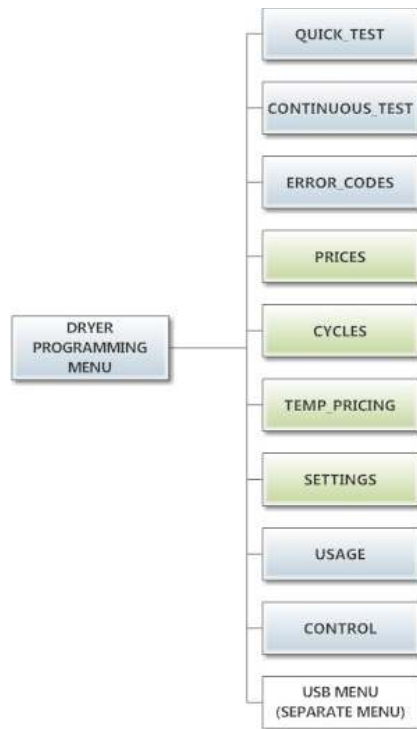 QUICK_TEST
CONTINUOUS_TEST
ERROR_CODES
PRICES
DRYER
PROGRAMMING
MENU
CYCLES
TEMP_PRICING
SETTINGS
USAGE
CONTROL
USB MENU
(SEPARATE MENU)